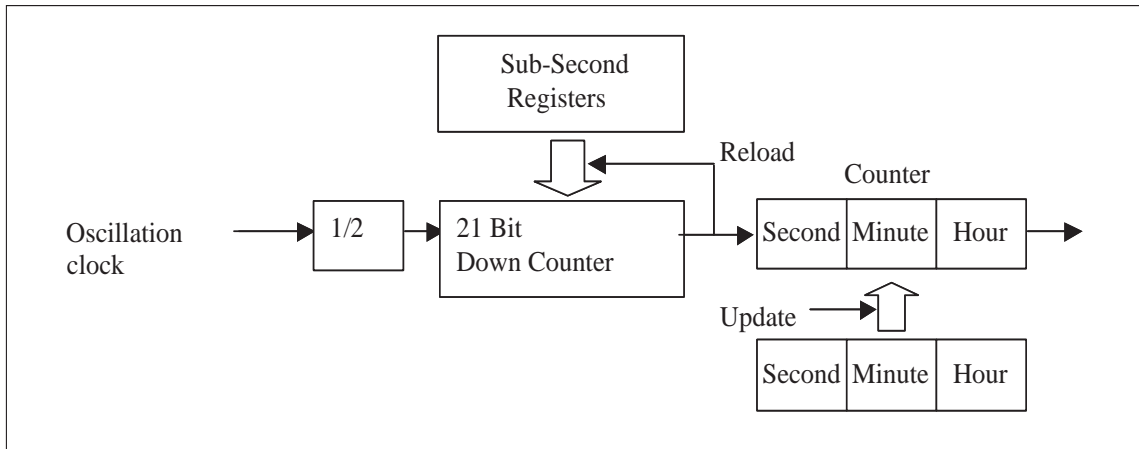 Sub-Second
Registers
Reload
Counter
Oscillation
clock
1/2
21 Bit
Down Counter
Second
Minute
Hour
Update
Second
Minute
Hour